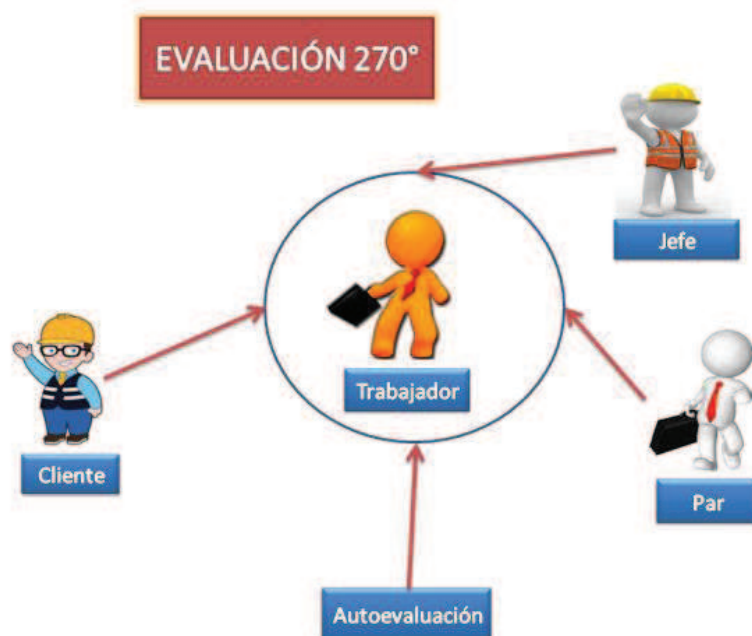 EVALUACIÓN 270°
Jefe
Trabajador
Cliente
Par
Autoevaluación